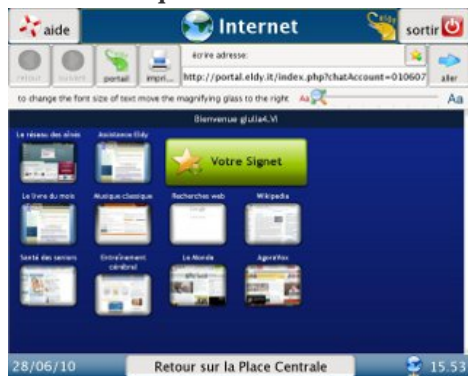 aide
Internet
sortir
écrire adresse:
retour
suivant
portail
impri...
http://portal.eldy.it/index.php?chatAccount=010607
aller
to change the font size of text move the magnifying glass to the right
Aa
Aa
Bienvenue giulia4.VI
Le réseau des aînés
Assistance Eldy
Votre Signet
Le livre du mois
Musique classique
Recherches web
Wikipedia
Santé des seniors
Entraînement cérébral
Le Monde
AgoraVox
28/06/10
Retour sur la Place Centrale
15.53